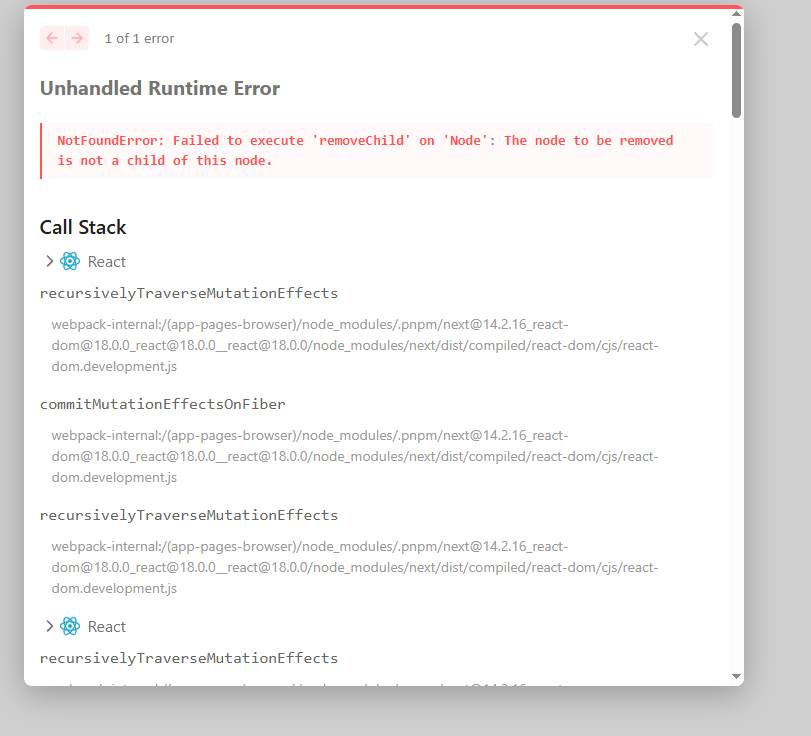 1 of 1 error
Unhandled Runtime Error
NotFoundError: Failed to execute 'removeChild' on 'Node': The node to be removed
is not a child of this node.
Call Stack
React
recursivelyTraverseMutationEffects
webpack-internal:/(app-pages-browser)/node_modules/.pnpm/next@14.2.16_react-
dom@18.0.0_react@18.0.0__react@18.0.0/node_modules/next/dist/compiled/react-dom/cjs/react-
dom.development.js
commitMutationEffectsOnFiber
webpack-internal:/(app-pages-browser)/node_modules/.pnpm/next@14.2.16_react-
dom@18.0.0_react@18.0.0__react@18.0.0/node_modules/next/dist/compiled/react-dom/cjs/react-
dom.development.js
recursivelyTraverseMutationEffects
webpack-internal:/(app-pages-browser)/node_modules/.pnpm/next@14.2.16_react-
dom@18.0.0_react@18.0.0__react@18.0.0/node_modules/next/dist/compiled/react-dom/cjs/react-
dom.development.js
React
recursivelyTraverseMutationEffects